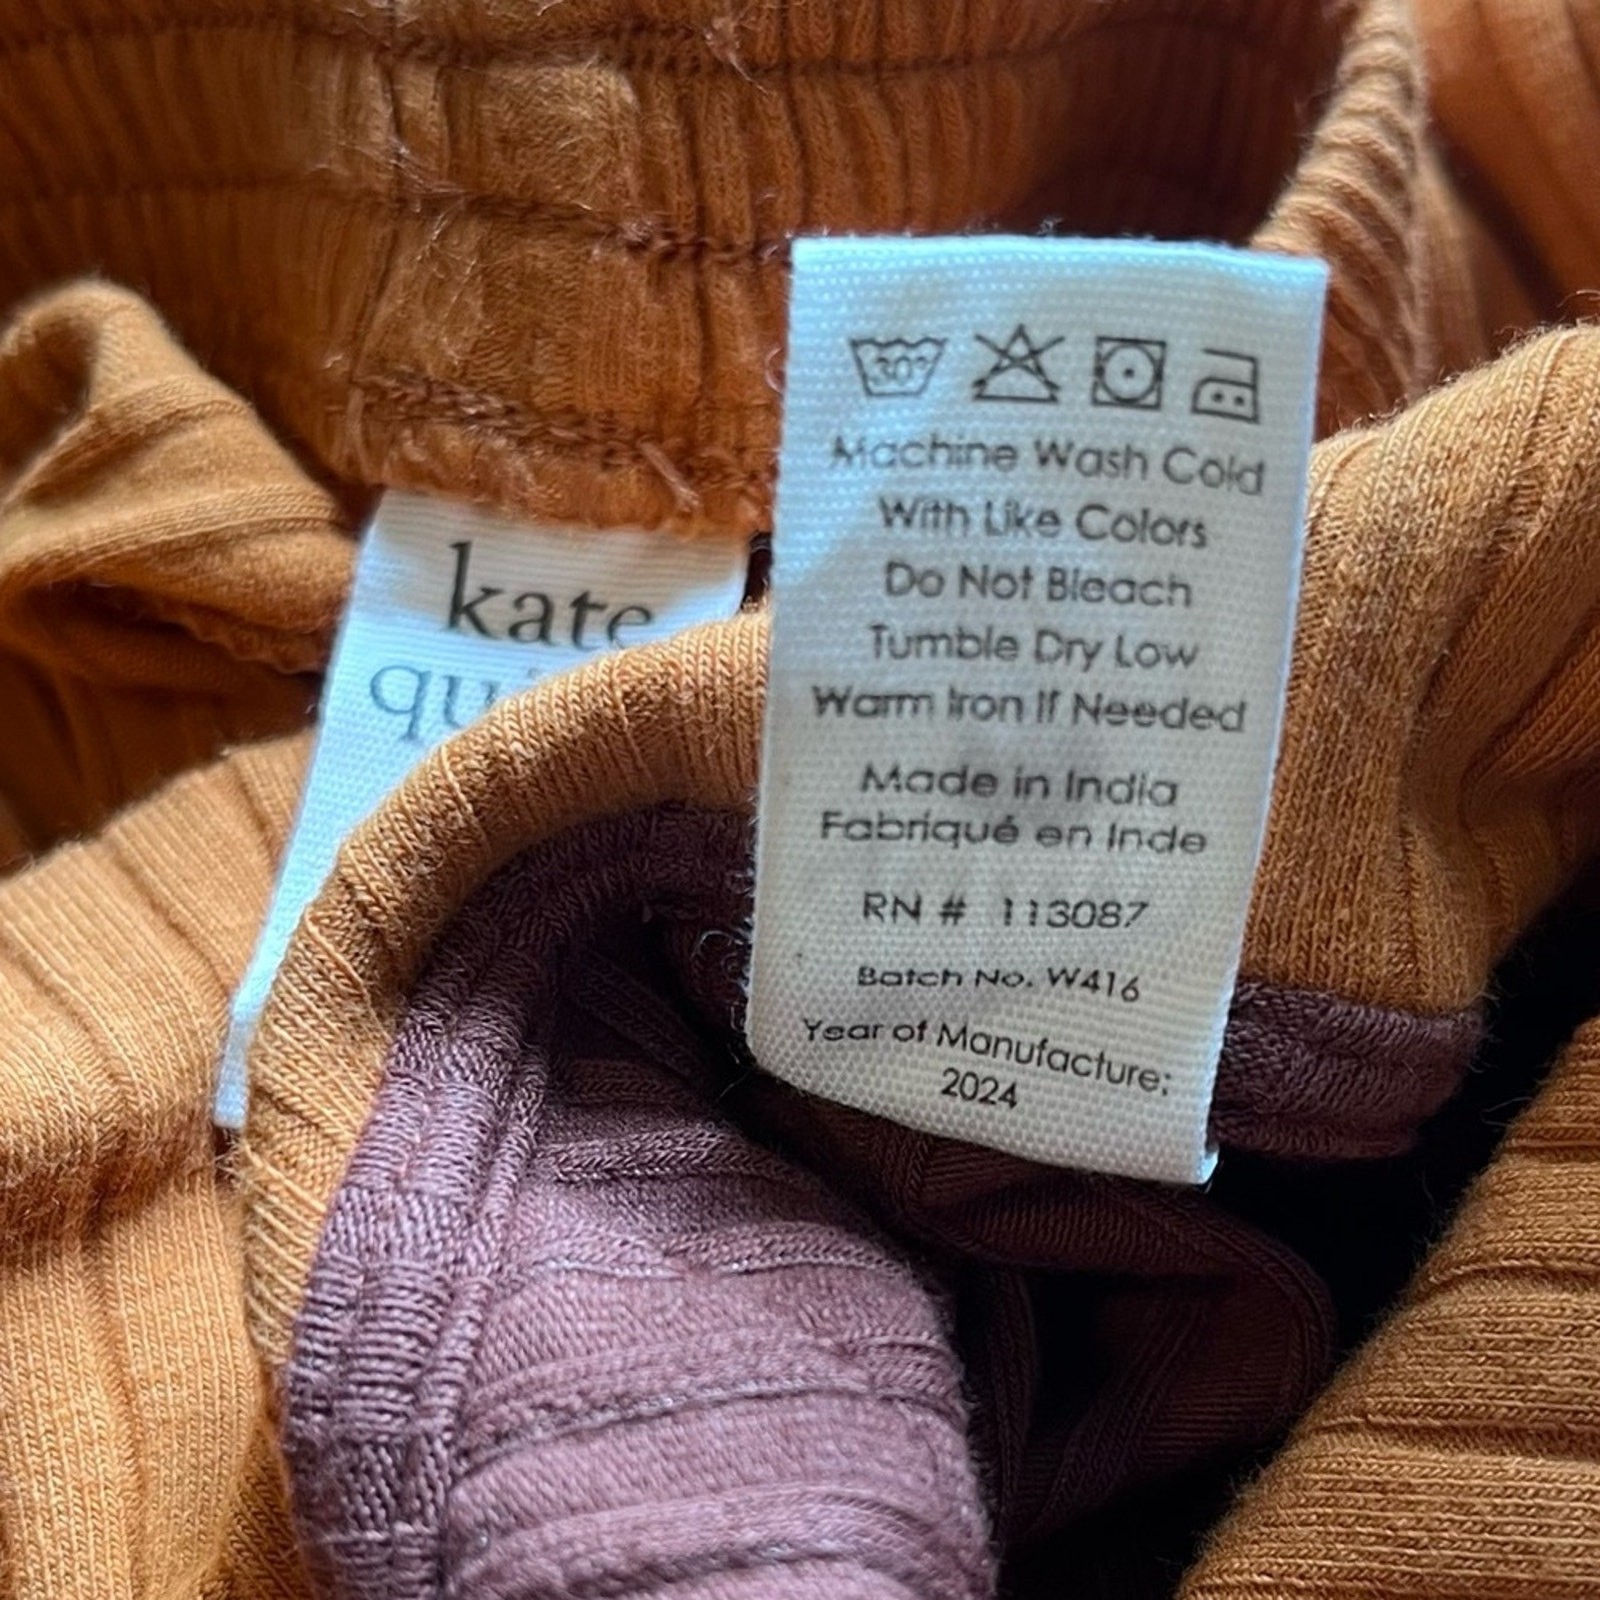 kate
30°
Machine Wash Cold
With Like Colors
Do Not Bleach
Tumble Dry Low
Warm Iron If Needed
Made in India
Fabriqué en Inde
RN # 113087
Batch No. W416
Year of Manufacture:
2024